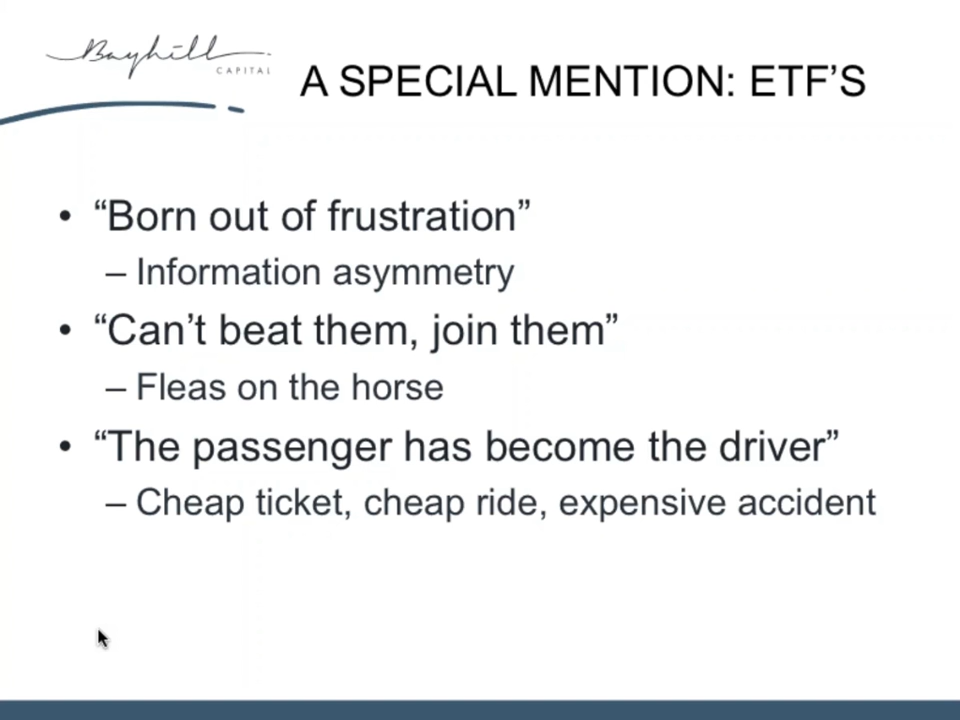 Bayhill
CAPITAL
A SPECIAL MENTION: ETF’S
• “Born out of frustration”
– Information asymmetry
• “Can’t beat them, join them”
– Fleas on the horse
• “The passenger has become the driver”
– Cheap ticket, cheap ride, expensive accident